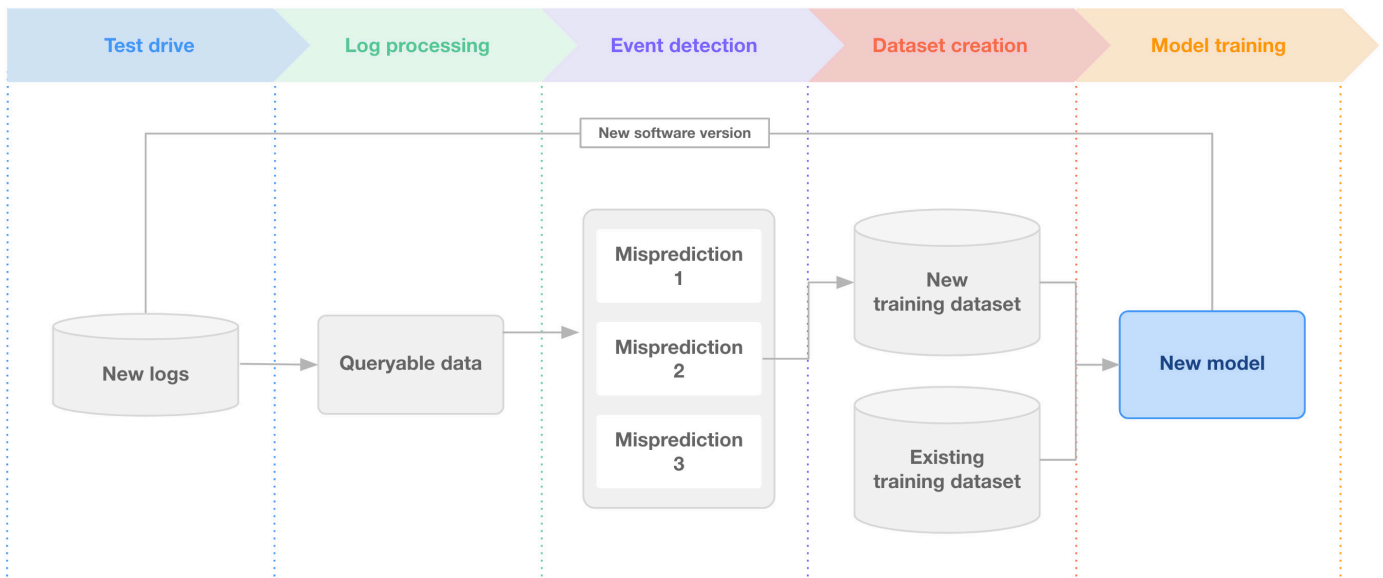 Test drive
Log processing
Event detection
Dataset creation
Model training
New software version
New logs
Queryable data
Misprediction
1
Misprediction
2
Misprediction
3
New
training dataset
Existing
training dataset
New model